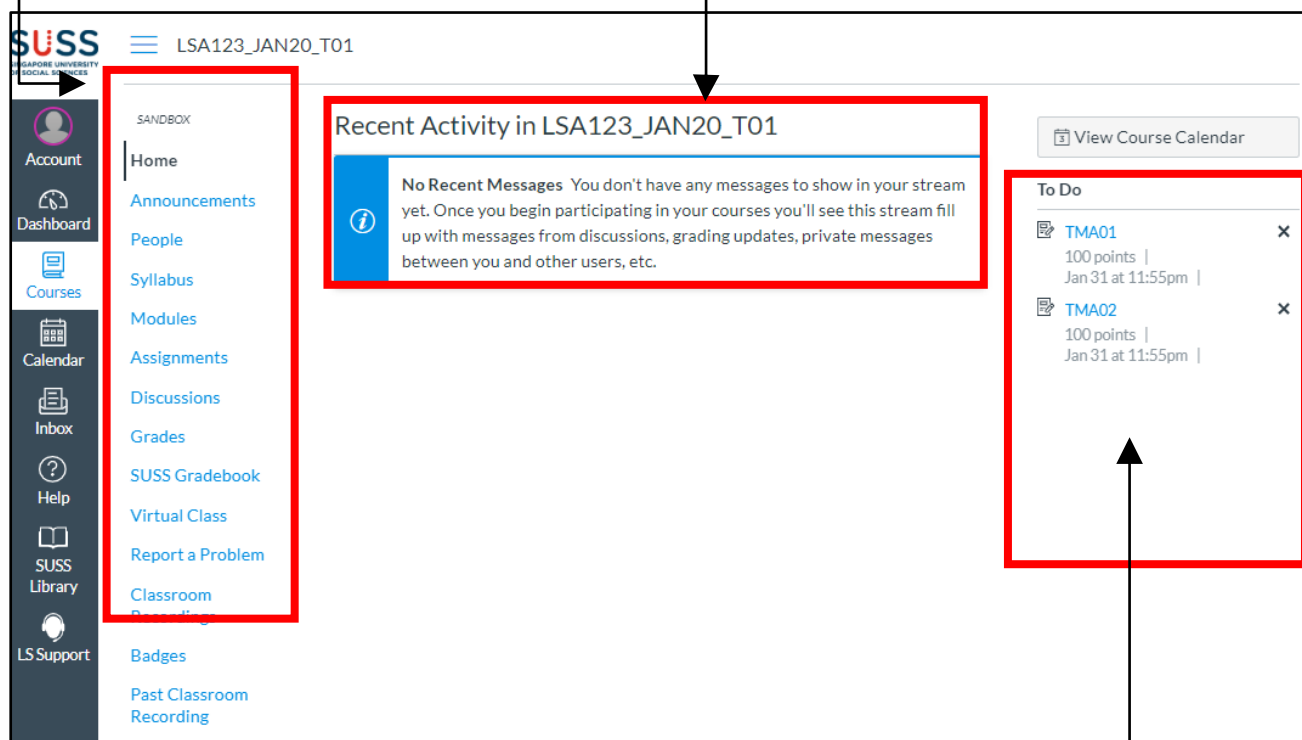 SUSS
SINGAPORE UNIVERSITY
OF SOCIAL SCIENCES
LSA123_JAN20_T01
Account
Dashboard
Courses
Calendar
Inbox
Help
SUSS
Library
LS Support
SANDBOX
Home
Announcements
People
Syllabus
Modules
Assignments
Discussions
Grades
SUSS Gradebook
Virtual Class
Report a Problem
Classroom
Recordings
Badges
Past Classroom
Recording
Recent Activity in LSA123_JAN20_T01
No Recent Messages You don't have any messages to show in your stream
yet. Once you begin participating in your courses you'll see this stream fill
up with messages from discussions, grading updates, private messages
between you and other users, etc.
View Course Calendar
To Do
TMA01
100 points |
Jan 31 at 11:55pm |
TMA02
100 points |
Jan 31 at 11:55pm |